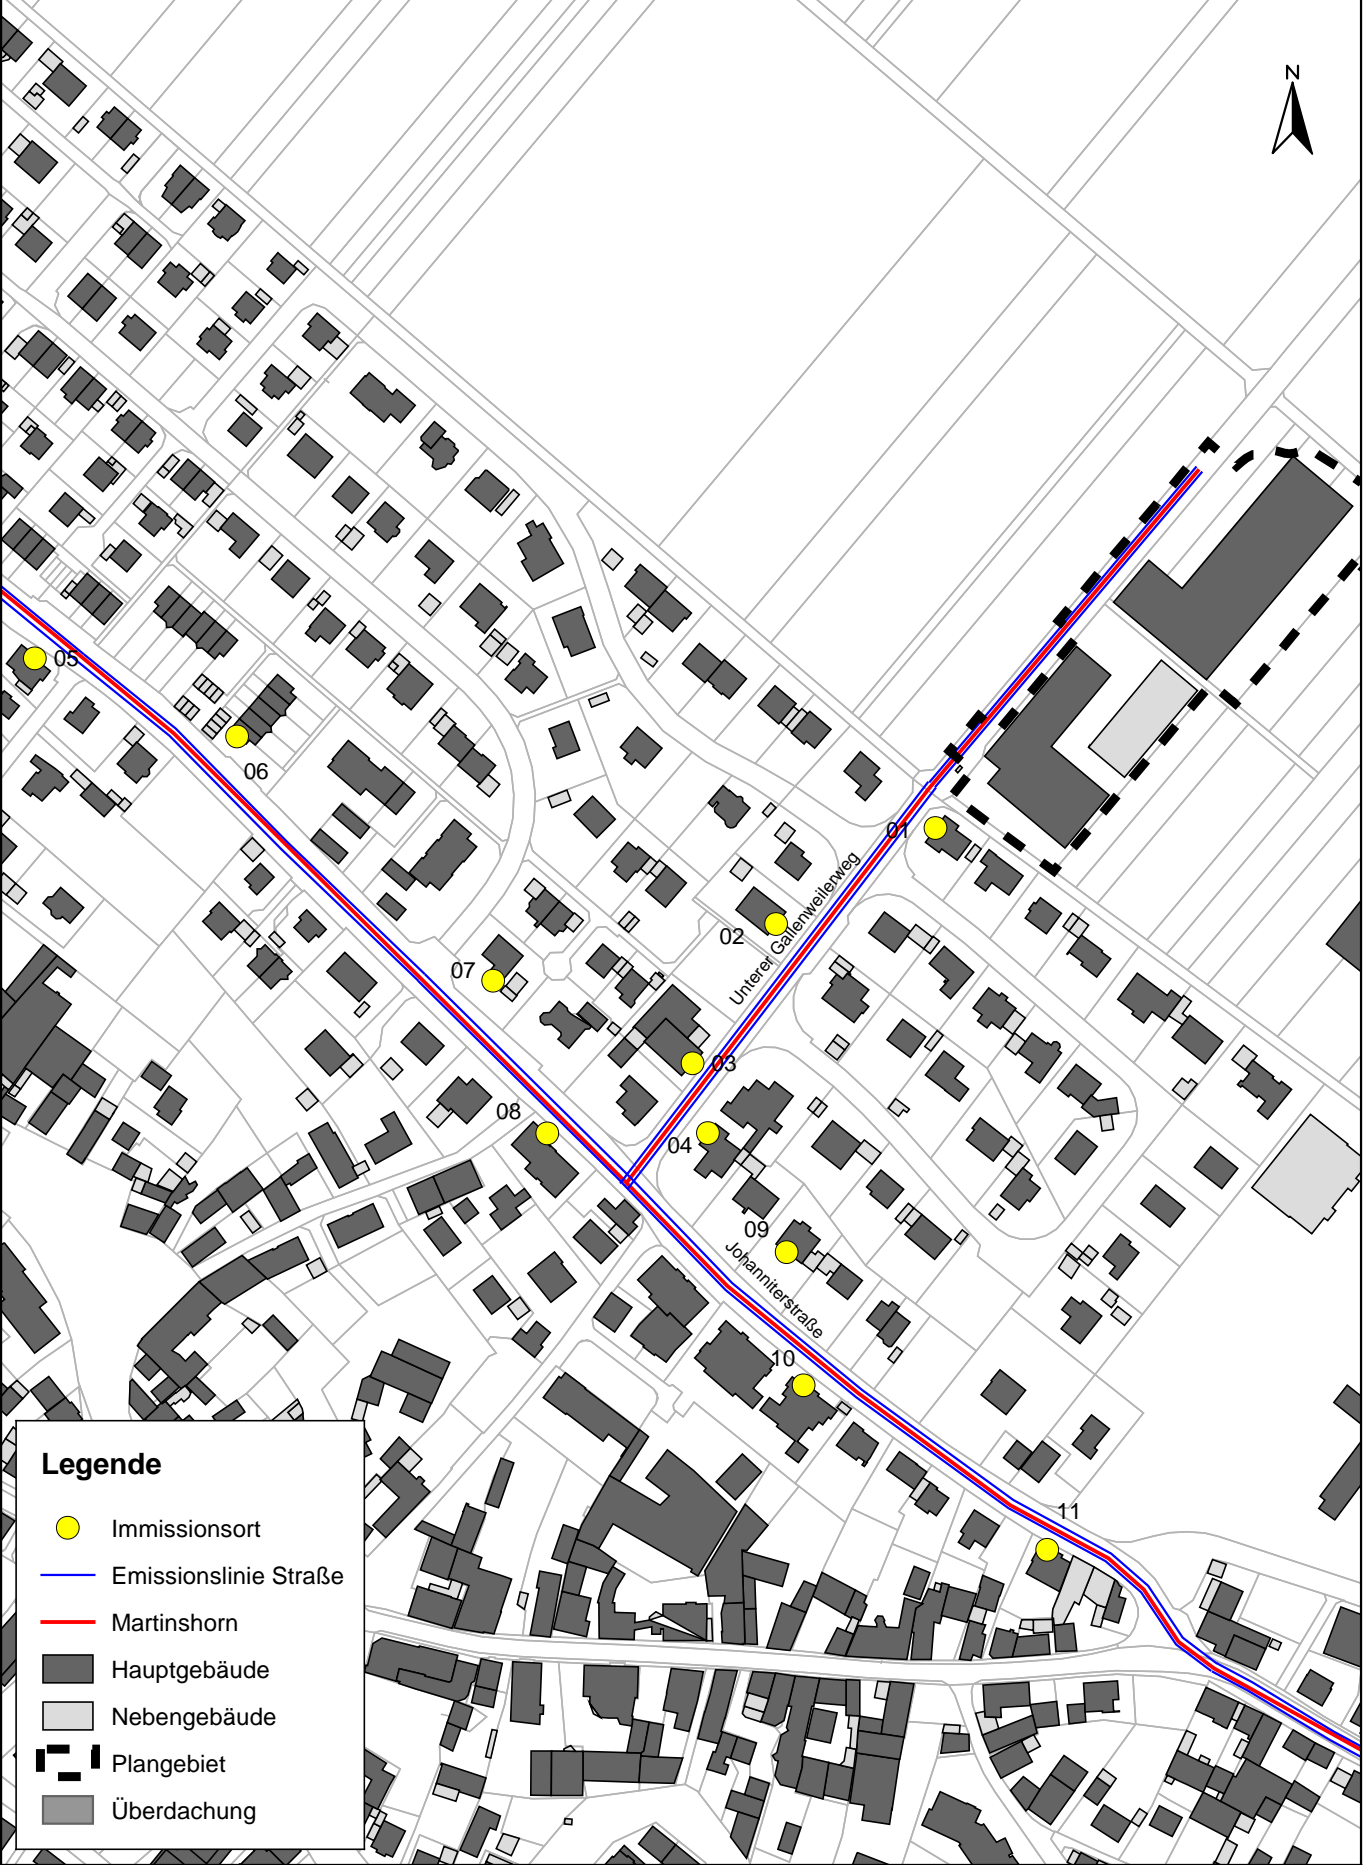 N
05
06
01
Unterer Gallenweilerweg
02
07
03
08
04
09
Johanniterstraße
10
11
Legende
Immissionsort
Emissionslinie Straße
Martinshorn
Hauptgebäude
Nebengebäude
Plangebiet
Überdachung